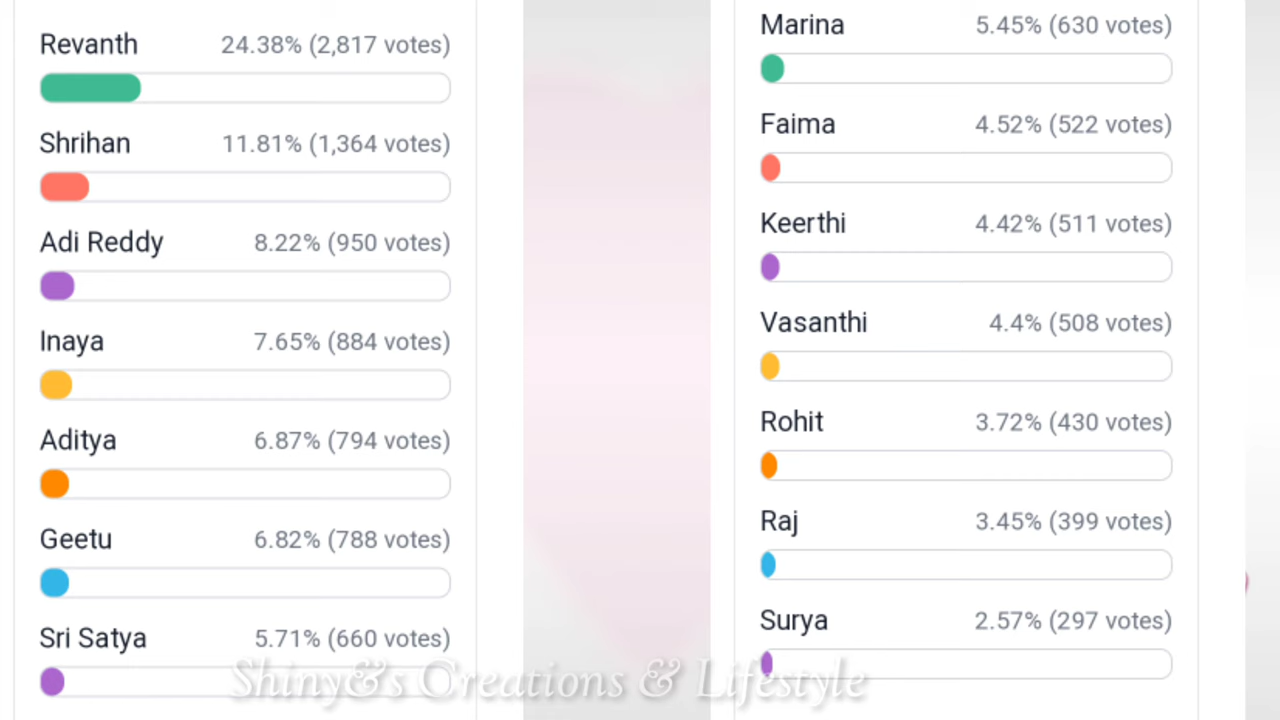 Revanth 24.38% (2,817 votes)
Shrihan 11.81% (1,364 votes)
Adi Reddy 8.22% (950 votes)
Inaya 7.65% (884 votes)
Aditya 6.87% (794 votes)
Geetu 6.82% (788 votes)
Sri Satya 5.71% (660 votes)
Marina 5.45% (630 votes)
Faima 4.52% (522 votes)
Keerthi 4.42% (511 votes)
Vasanthi 4.4% (508 votes)
Rohit 3.72% (430 votes)
Raj 3.45% (399 votes)
Surya 2.57% (297 votes)
Shiny&'s Creations & Lifestyle